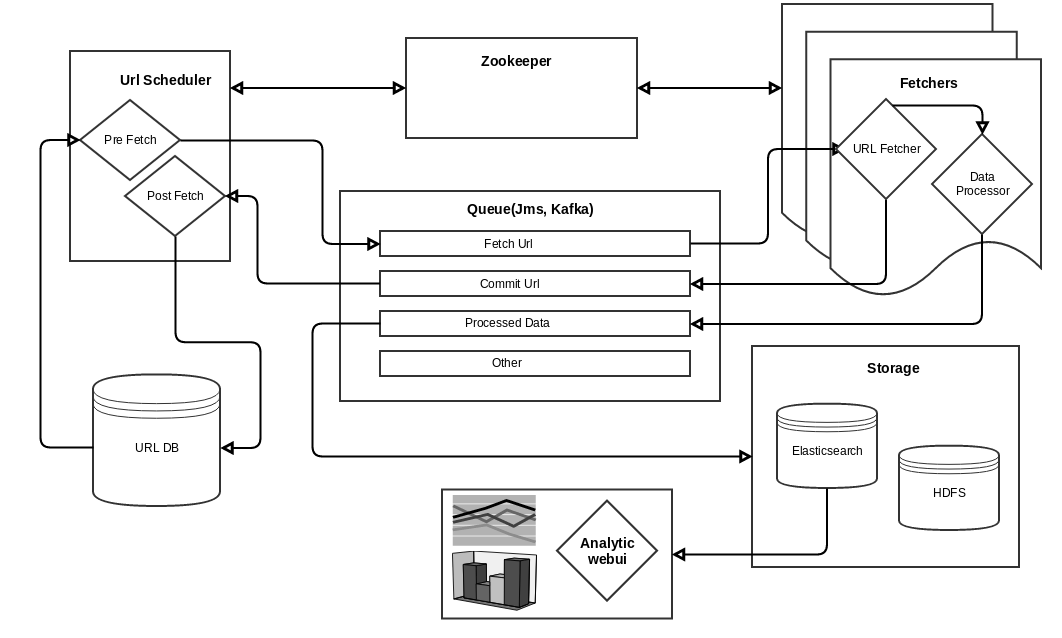 Url Scheduler
Pre Fetch
Post Fetch
Zookeeper
Fetchers
URL Fetcher
Data
Processor
Queue(Jms, Kafka)
Fetch Url
Commit Url
Processed Data
Other
URL DB
Storage
Elasticsearch
HDFS
Analytic
webui